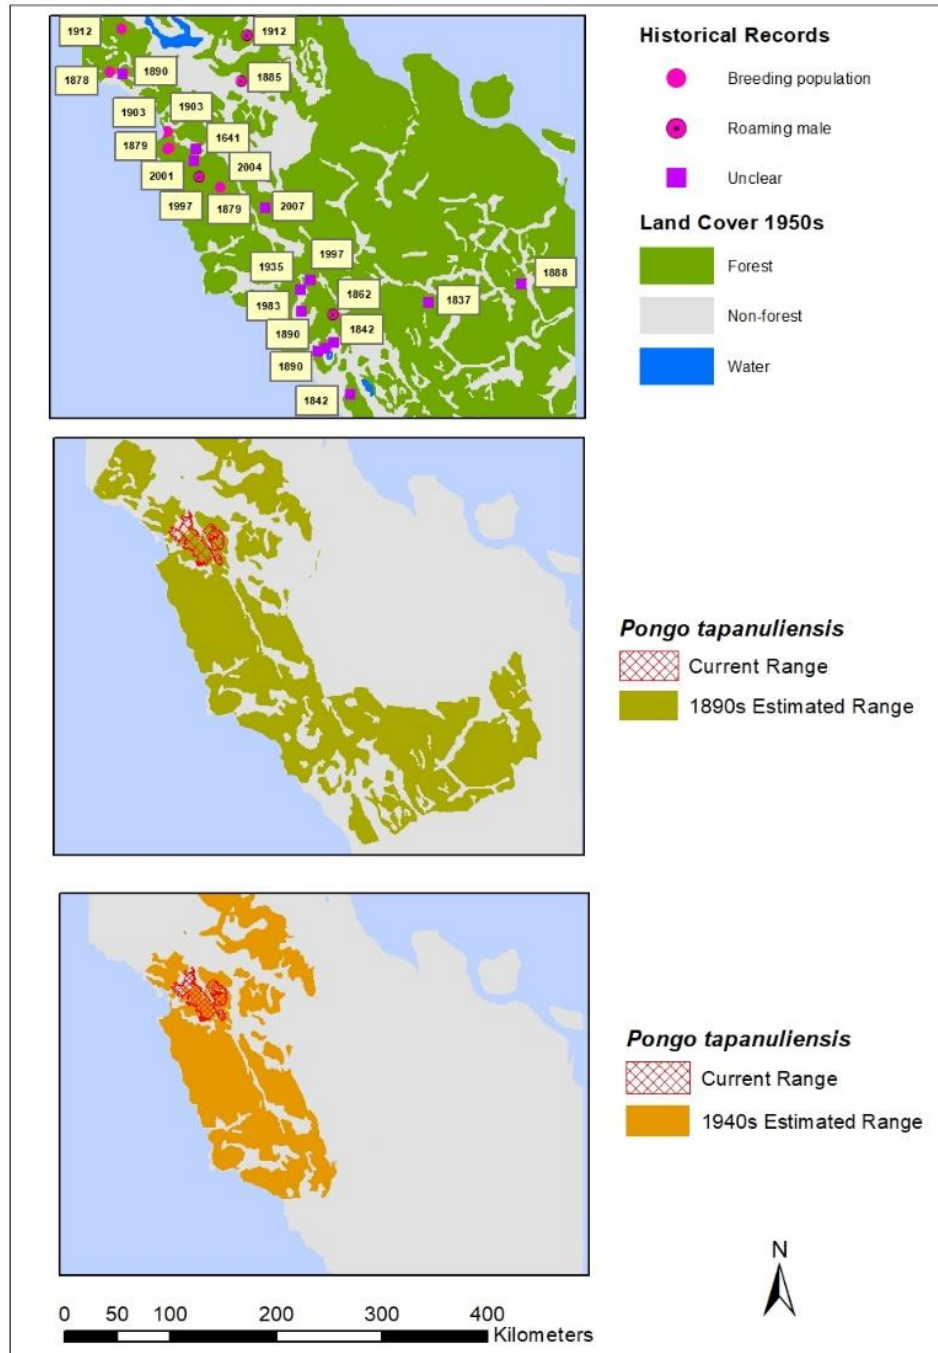 1912
1912
1890
1878
1885
1903
1903
1879
1641
2001
2004
1997
1879
2007
1997
1935
1888
1862
1837
1983
1842
1890
1890
1842
Historical Records
Breeding population
Roaming male
Unclear
Land Cover 1950s
Forest
Non-forest
Water
Pongo tapanuliensis
Current Range
1890s Estimated Range
Pongo tapanuliensis
Current Range
1940s Estimated Range
N
0 50 100 200 300 400
Kilometers